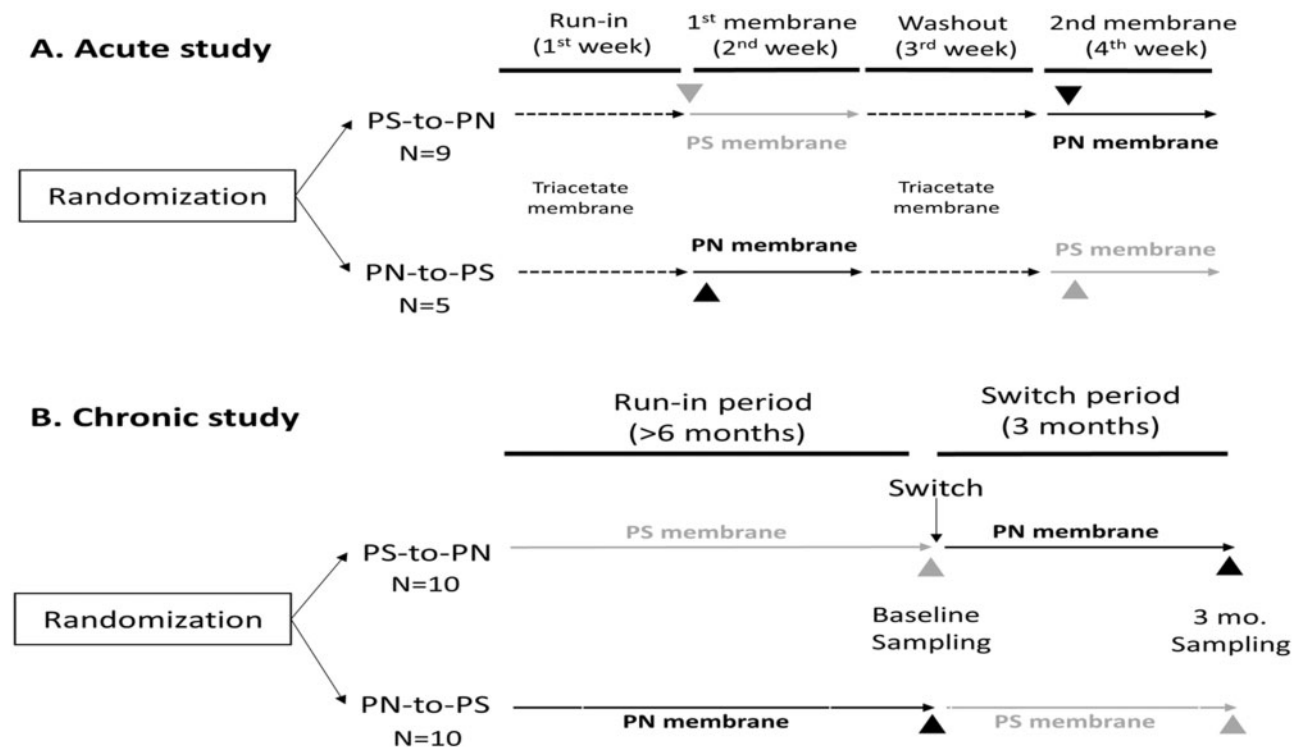 A. Acute study
Run-in
(1st week)
1st membrane
(2nd week)
Washout
(3rd week)
2nd membrane
(4th week)
Randomization
PS-to-PN
N=9
PS membrane
PN membrane
Triacetate
membrane
Triacetate
membrane
PN-to-PS
N=5
PN membrane
PS membrane
B. Chronic study
Run-in period
(>6 months)
Switch period
(3 months)
Switch
Randomization
PS-to-PN
N=10
PS membrane
PN membrane
Baseline
Sampling
3 mo.
Sampling
PN-to-PS
N=10
PN membrane
PS membrane